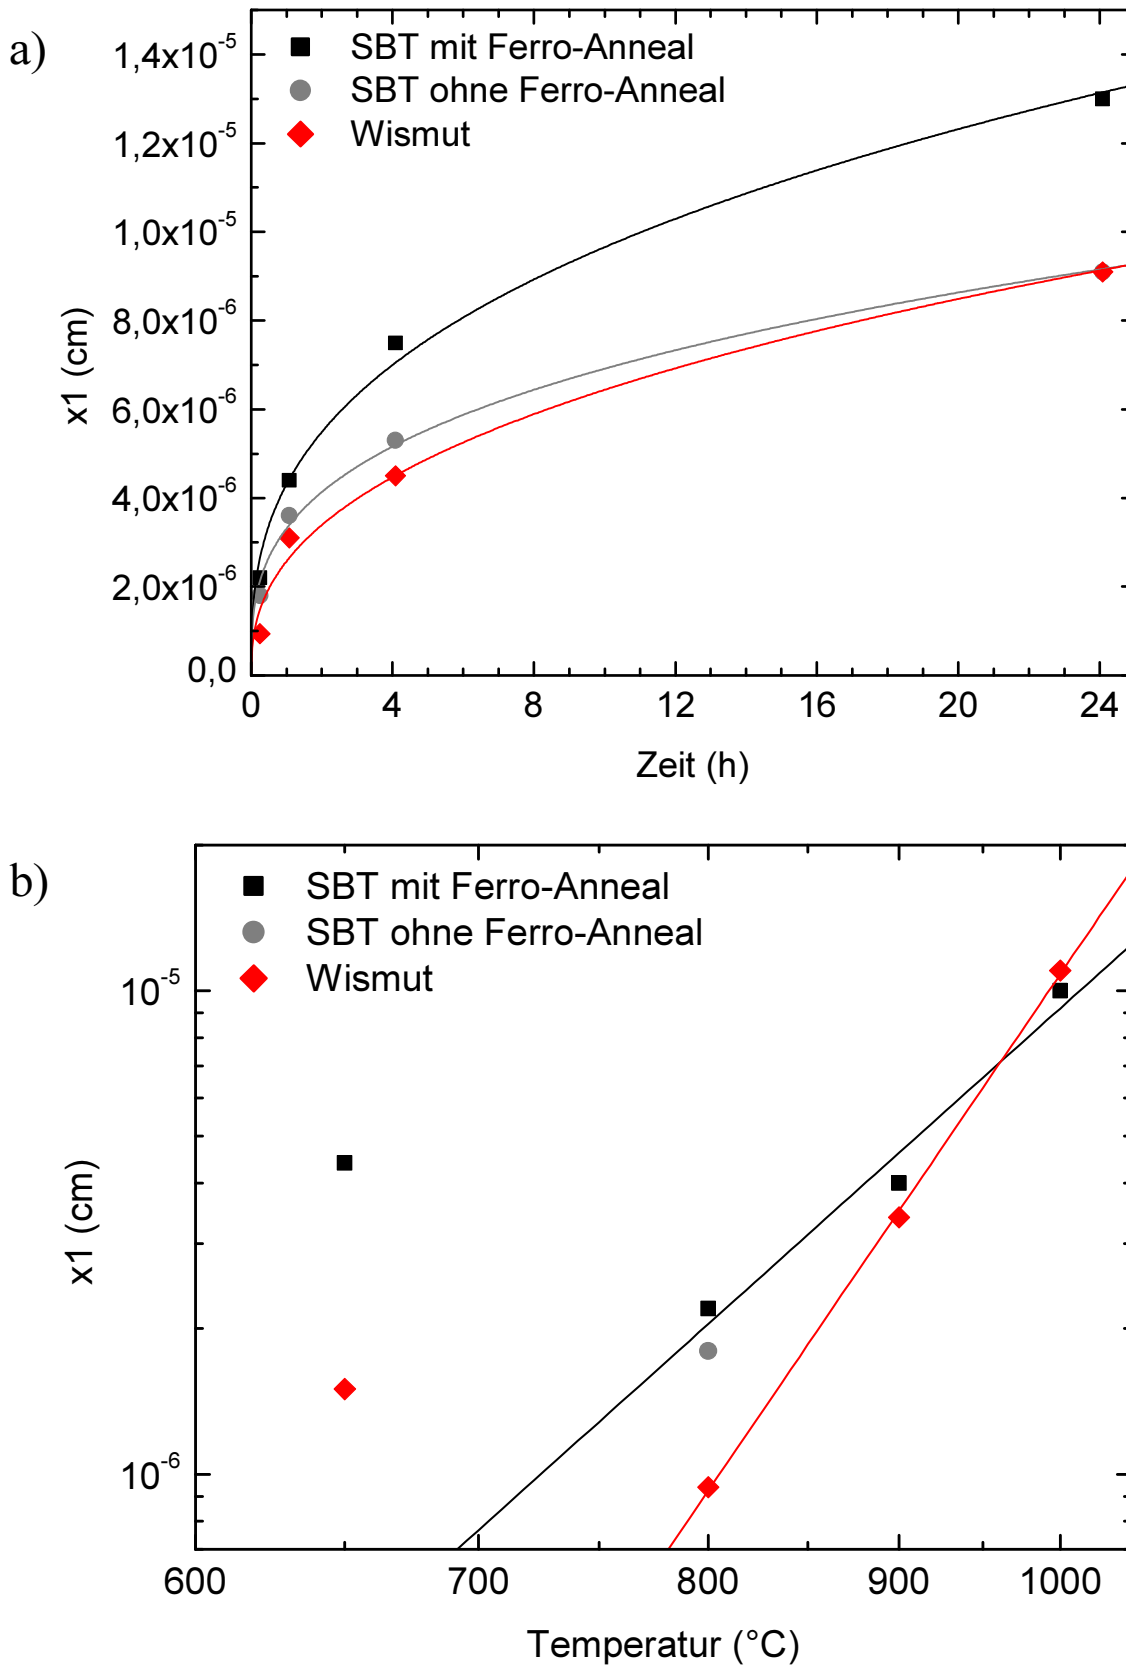 a)
SBT mit Ferro-Anneal
SBT ohne Ferro-Anneal
Wismut
1,4x10⁻⁵
1,2x10⁻⁵
1,0x10⁻⁵
8,0x10⁻⁶
6,0x10⁻⁶
4,0x10⁻⁶
2,0x10⁻⁶
0,0
x1 (cm)
0 4 8 12 16 20 24
Zeit (h)
b)
SBT mit Ferro-Anneal
SBT ohne Ferro-Anneal
Wismut
10⁻⁵
10⁻⁶
x1 (cm)
600 700 800 900 1000
Temperatur (°C)